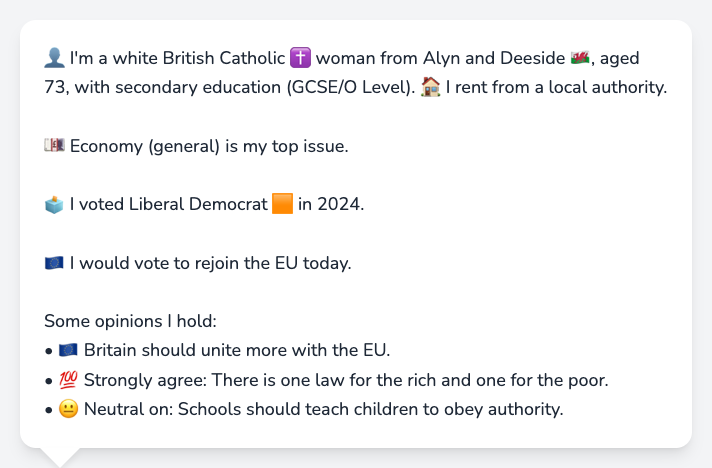 👤 I'm a white British Catholic ✝️ woman from Alyn and Deeside 🏴󠁧󠁢󠁷󠁬󠁳󠁿, aged
73, with secondary education (GCSE/O Level). 🏠 I rent from a local authority.
💷 Economy (general) is my top issue.
🗳️ I voted Liberal Democrat 🟧 in 2024.
🇪🇺 I would vote to rejoin the EU today.
Some opinions I hold:
• 🇪🇺 Britain should unite more with the EU.
• 💯 Strongly agree: There is one law for the rich and one for the poor.
• 😐 Neutral on: Schools should teach children to obey authority.